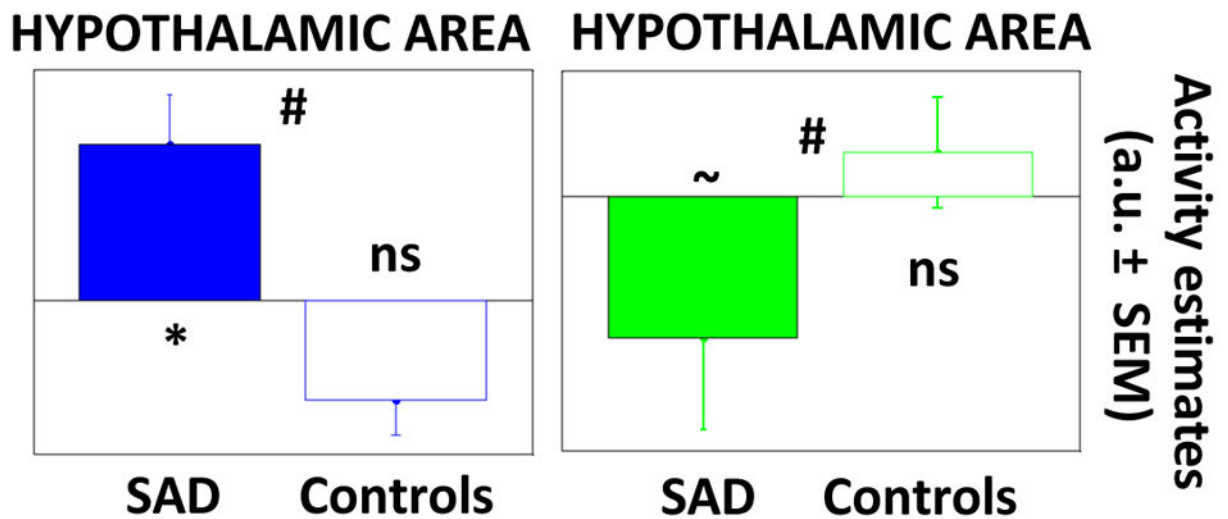 HYPOTHALAMIC AREA
#
ns
*
SAD Controls
HYPOTHALAMIC AREA
#
~
ns
SAD Controls
Activity estimates
(a.u. ± SEM)